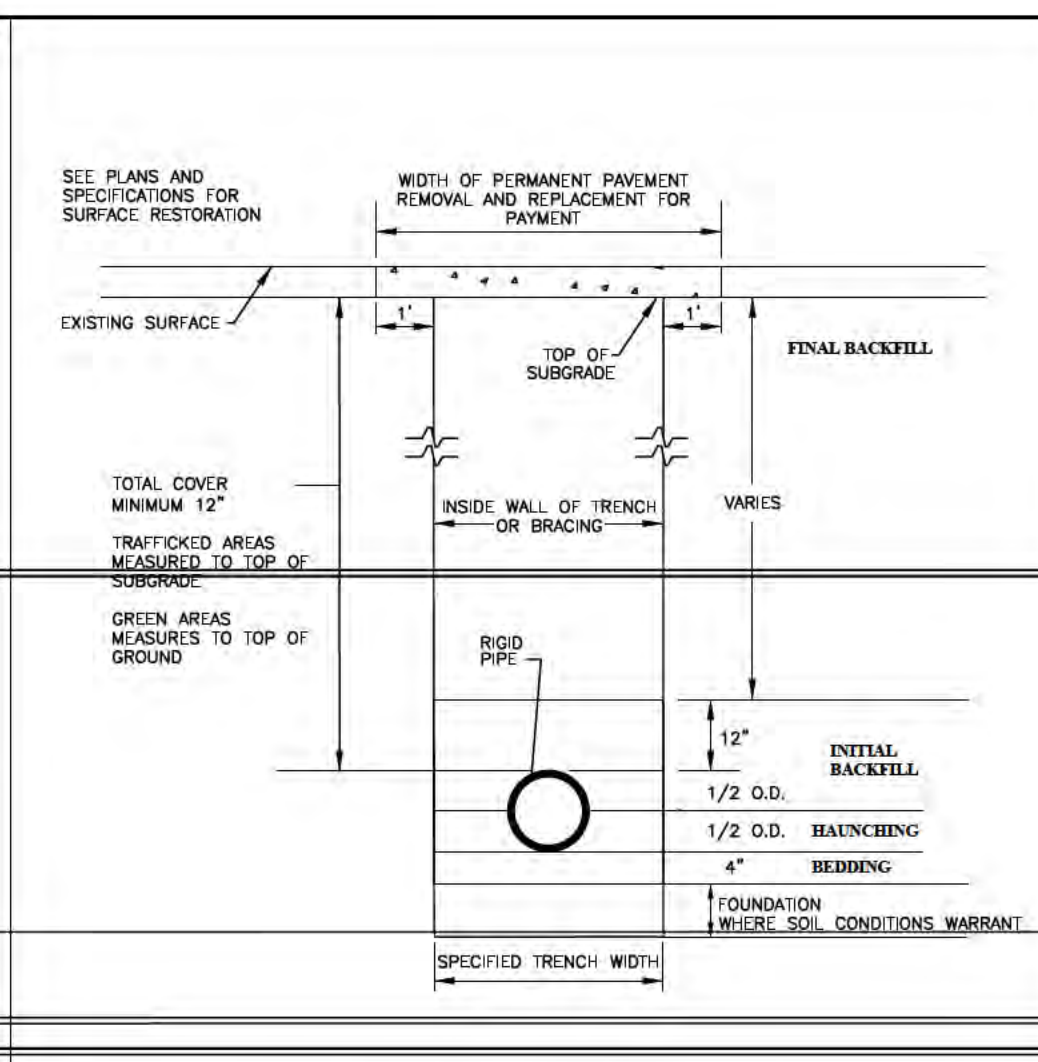 SEE PLANS AND
SPECIFICATIONS FOR
SURFACE RESTORATION
WIDTH OF PERMANENT PAVEMENT
REMOVAL AND REPLACEMENT FOR
PAYMENT
EXISTING SURFACE
1'
1'
TOP OF
SUBGRADE
FINAL BACKFILL
TOTAL COVER
MINIMUM 12"
TRAFFICKED AREAS
MEASURED TO TOP OF
SUBGRADE
GREEN AREAS
MEASURES TO TOP OF
GROUND
INSIDE WALL OF TRENCH
OR BRACING
VARIES
RIGID
PIPE
12"
INITIAL
BACKFILL
1/2 O.D.
1/2 O.D. HAUNCHING
4" BEDDING
FOUNDATION
WHERE SOIL CONDITIONS WARRANT
SPECIFIED TRENCH WIDTH